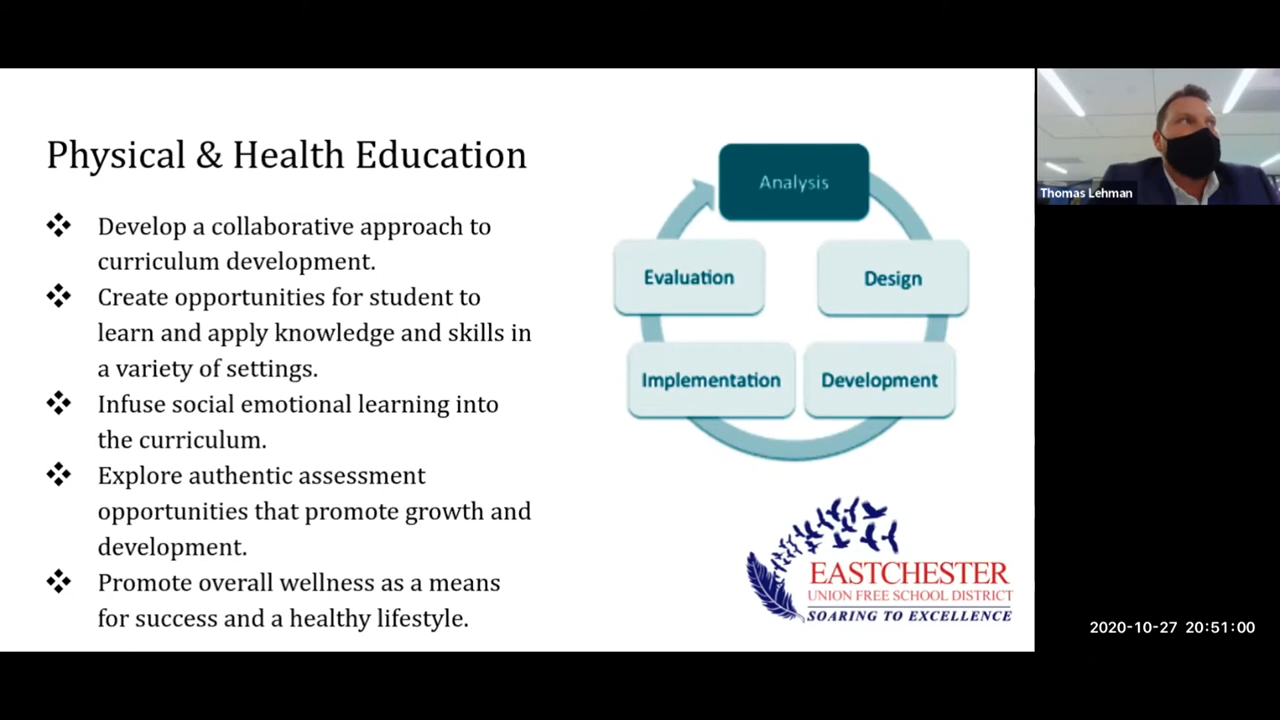 Physical & Health Education
Develop a collaborative approach to
curriculum development.
Create opportunities for student to
learn and apply knowledge and skills in
a variety of settings.
Infuse social emotional learning into
the curriculum.
Explore authentic assessment
opportunities that promote growth and
development.
Promote overall wellness as a means
for success and a healthy lifestyle.
Analysis
Evaluation
Design
Implementation
Development
EASTCHESTER
UNION FREE SCHOOL DISTRICT
SOARING TO EXCELLENCE
Thomas Lehman
2020-10-27 20:51:00